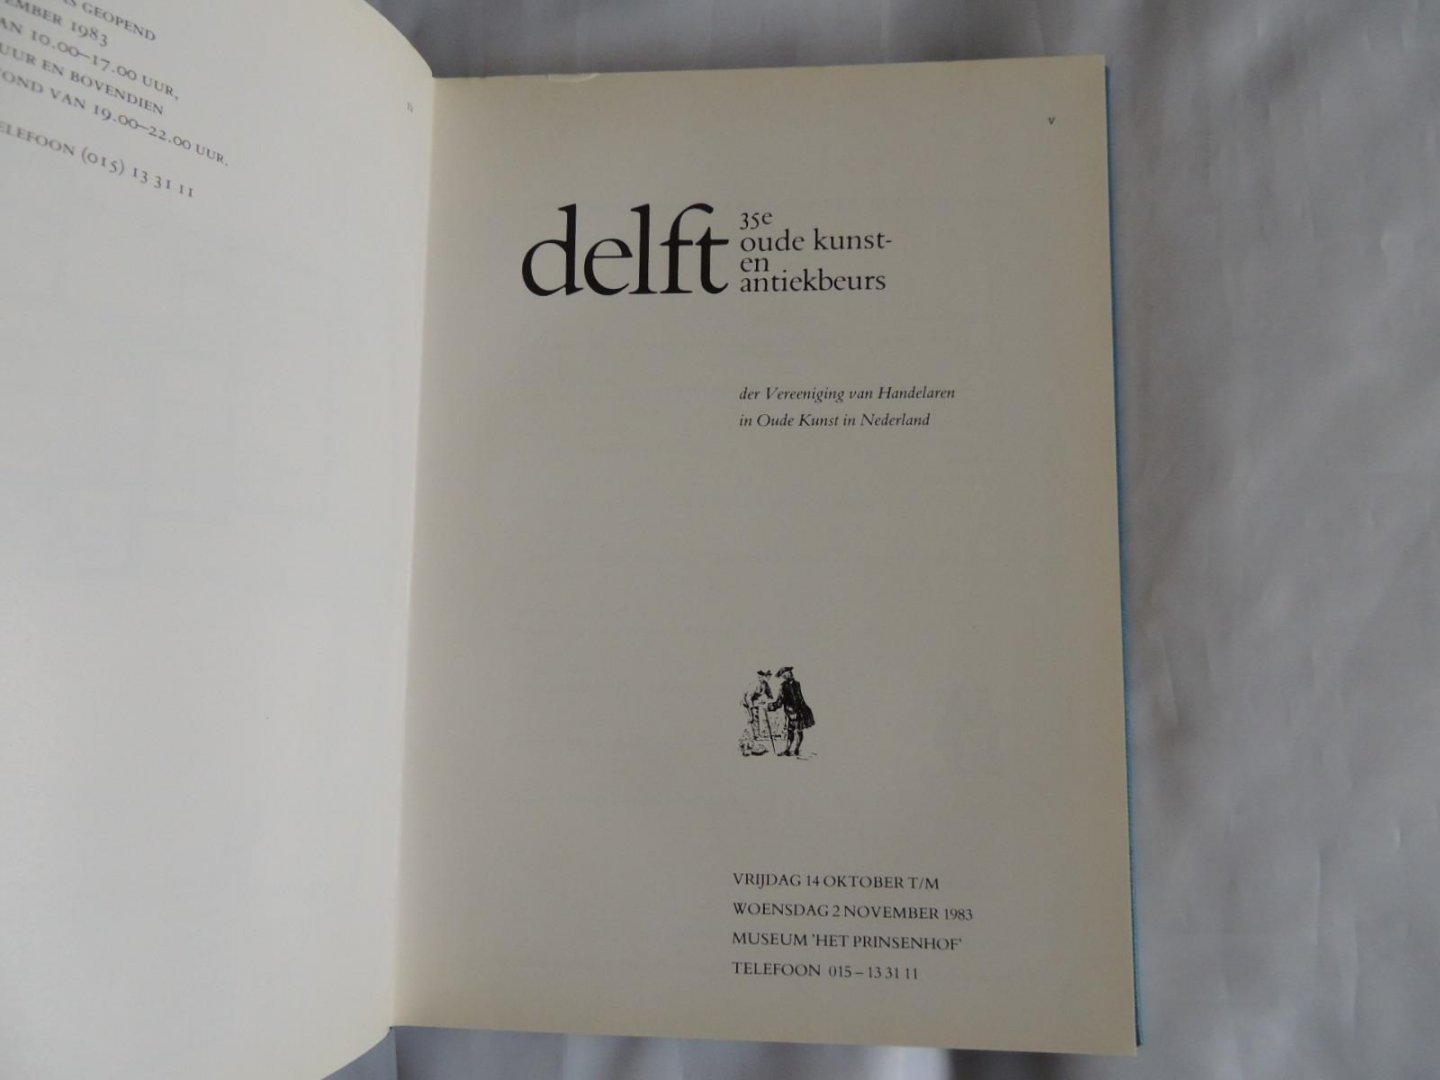 GEOPEND
EMBER 1983
AN 10.00–17.00 UUR,
UUR EN BOVENDIEN
OND VAN 19.00–22.00 UUR.
ELEFOON (015) 13 31 11
v
delft
35e
oude kunst-
en
antiekbeurs
der Vereeniging van Handelaren
in Oude Kunst in Nederland
VRIJDAG 14 OKTOBER T/M
WOENSDAG 2 NOVEMBER 1983
MUSEUM 'HET PRINSENHOF'
TELEFOON 015 – 13 31 11